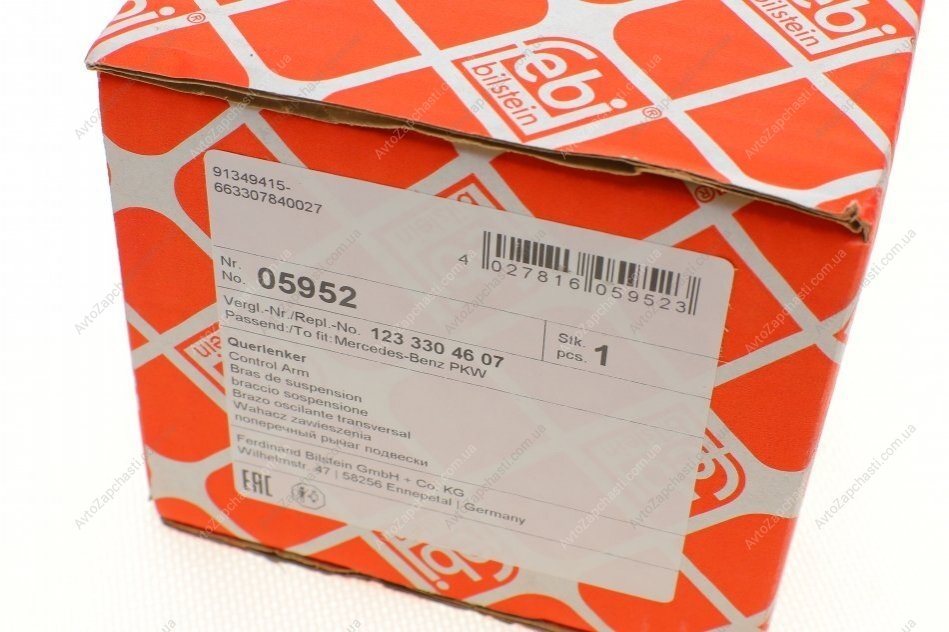 febi
bilstein
®
bilstein
febi
91349415-
663307840027
4 027816 059523
Nr.
No. 05952
Vergl.-Nr./Repl.-No. 123 330 46 07
Passend:/To fit: Mercedes-Benz PKW
Stk.
pcs. 1
Querlenker
Control Arm
Bras de suspension
braccio sospensione
Brazo oscilante transversal
Wahacz zawieszenia
поперечный рычаг подвески
Ferdinand Bilstein GmbH + Co. KG
Wilhelmstr. 47 | 58256 Ennepetal | Germany
EAC
AvtoZapchasti.com.ua